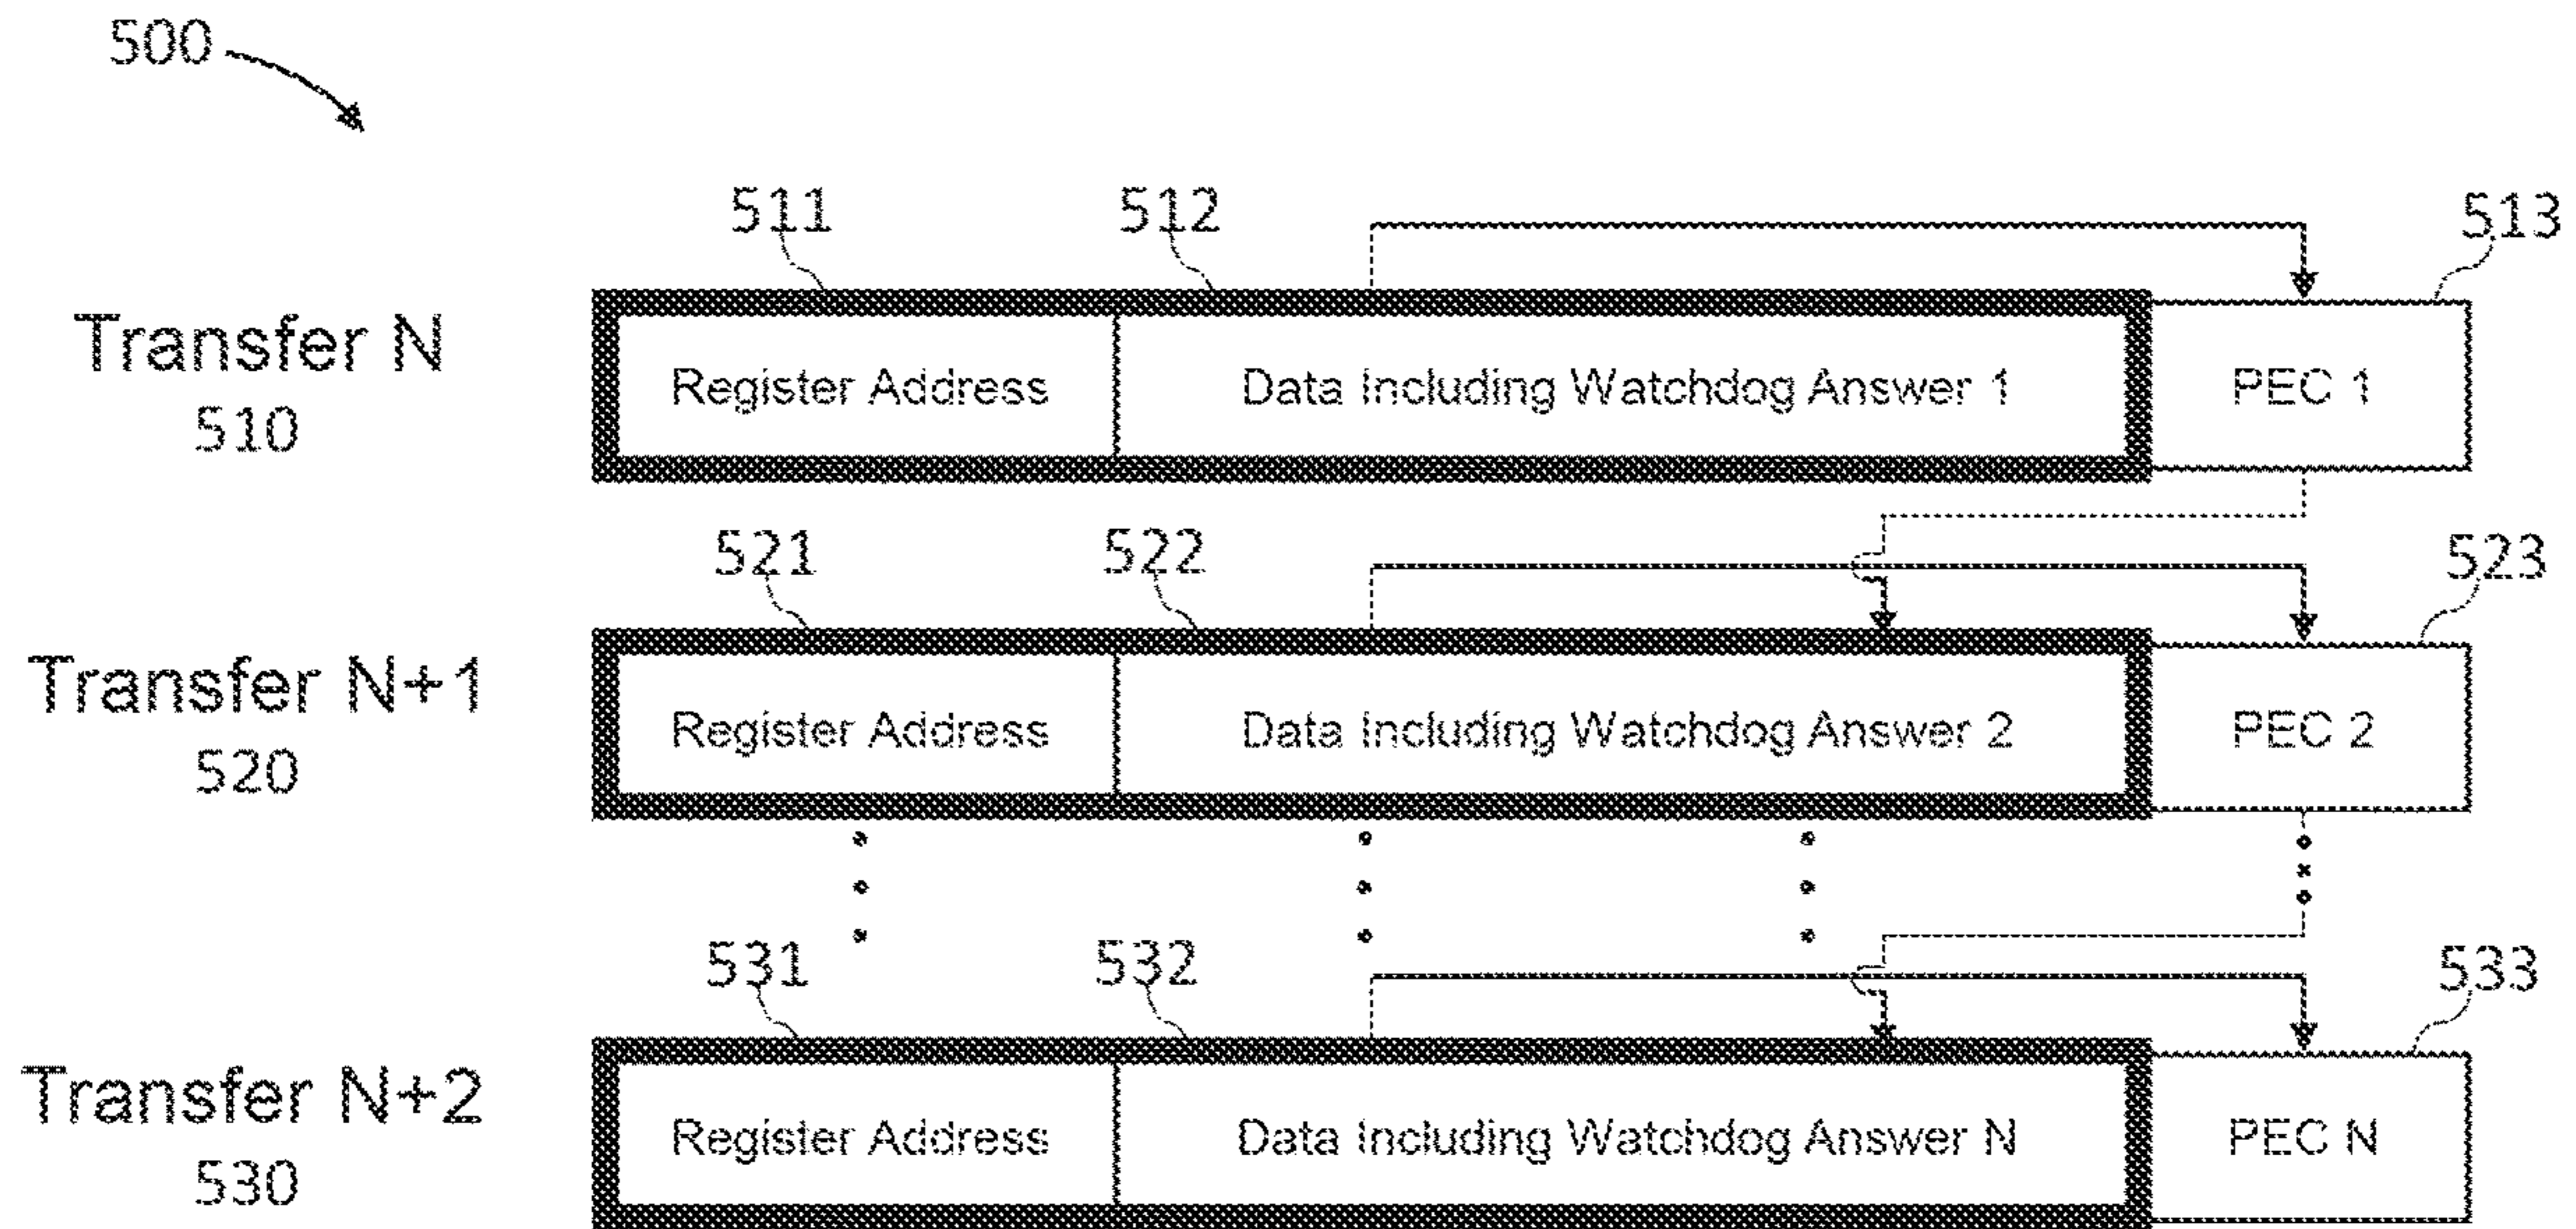 500
511 512 513
Transfer N
510
Register Address Data Including Watchdog Answer 1 PEC 1
521 522 523
Transfer N+1
520
Register Address Data Including Watchdog Answer 2 PEC 2
531 532 533
Transfer N+2
530
Register Address Data Including Watchdog Answer N PEC N